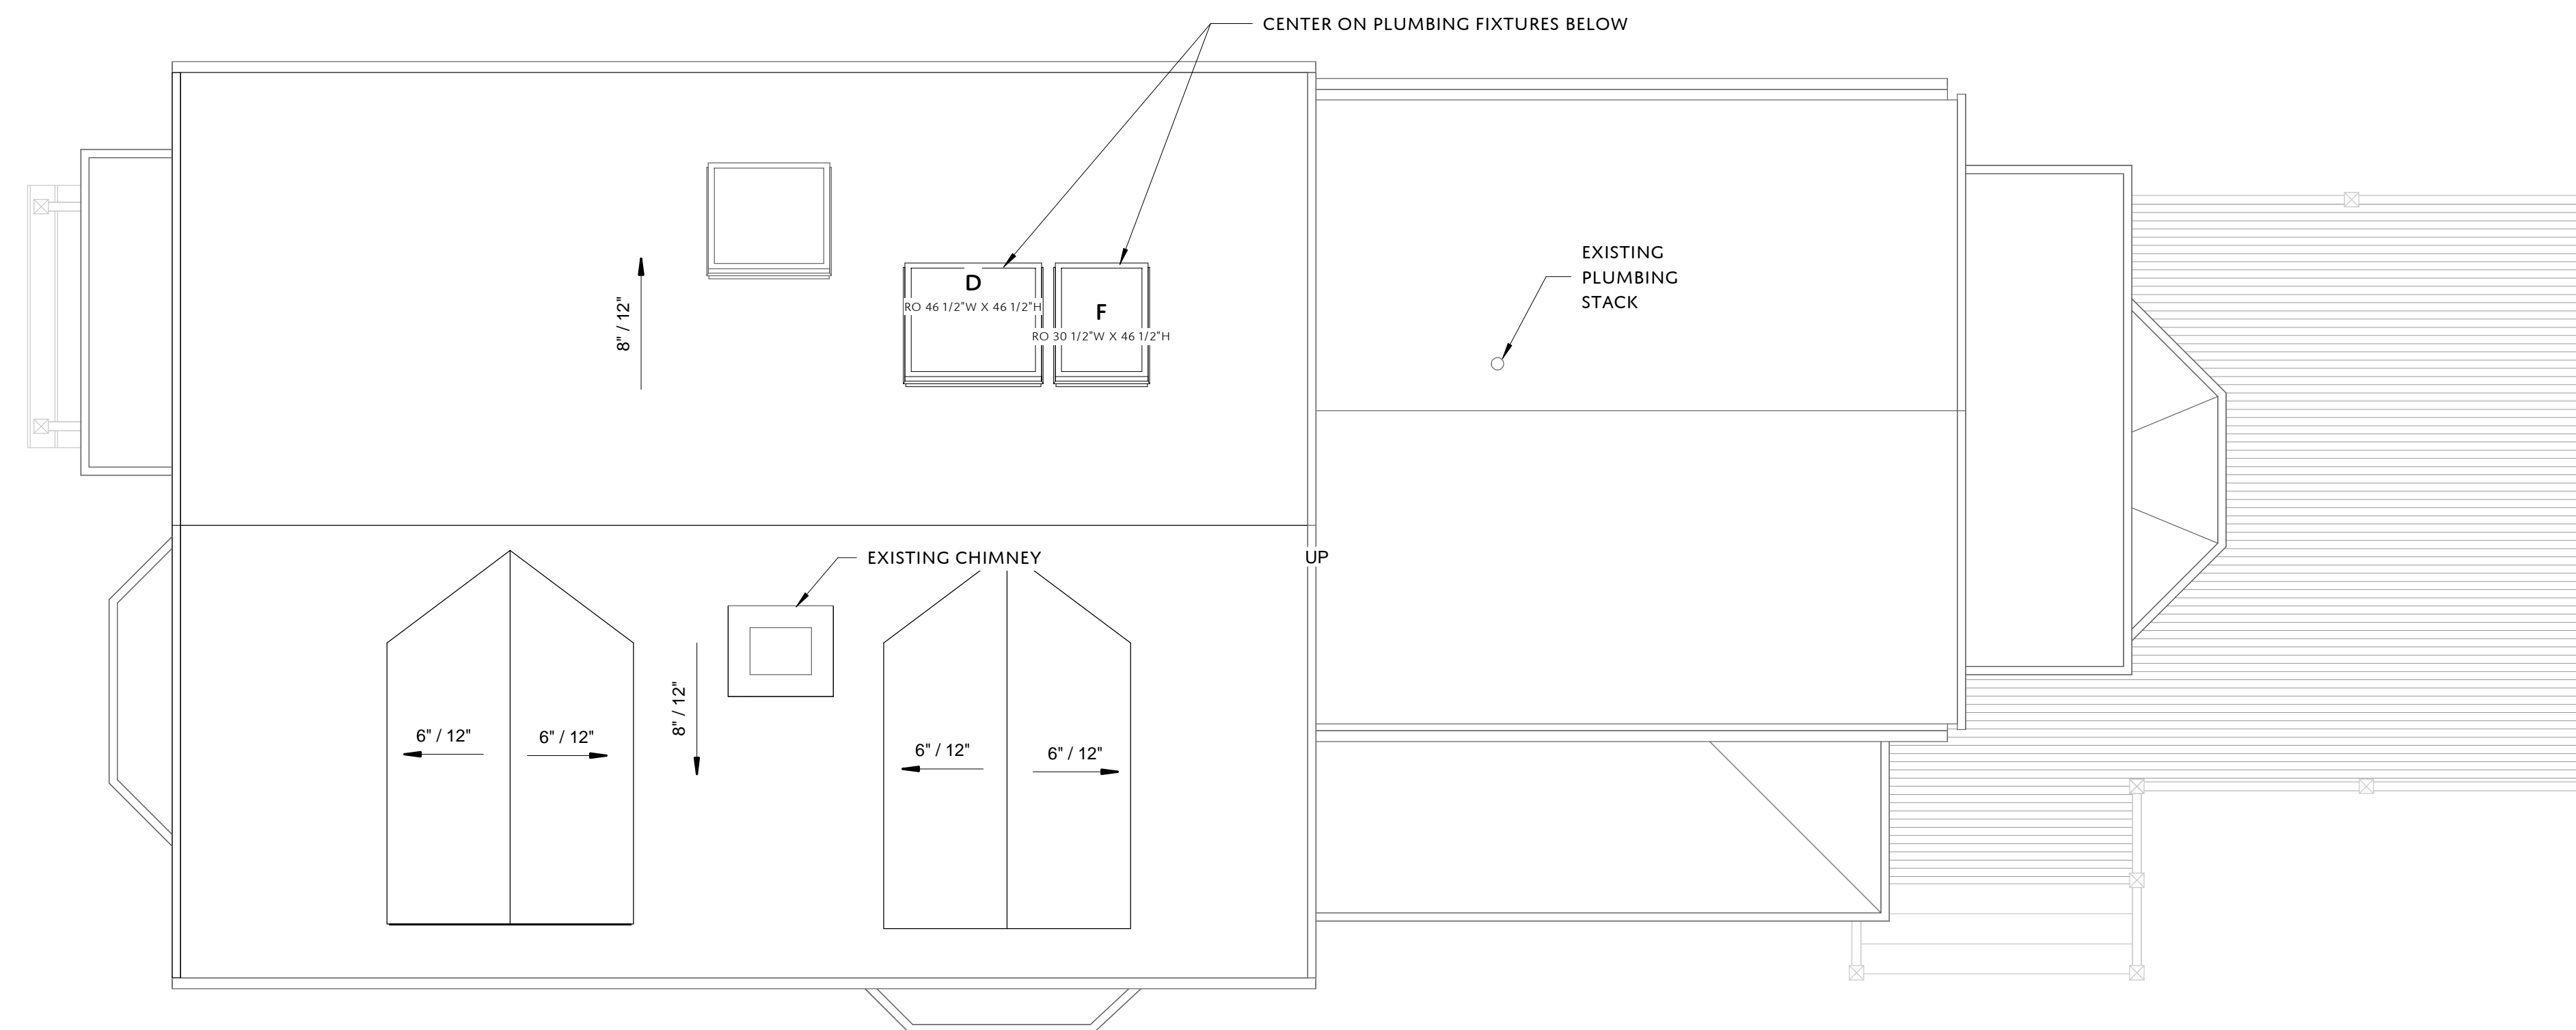 CENTER ON PLUMBING FIXTURES BELOW
EXISTING
PLUMBING
STACK
D
RO 46 1/2"W X 46 1/2"H
F
RO 30 1/2"W X 46 1/2"H
8" / 12"
EXISTING CHIMNEY
UP
8" / 12"
6" / 12"
6" / 12"
6" / 12"
6" / 12"